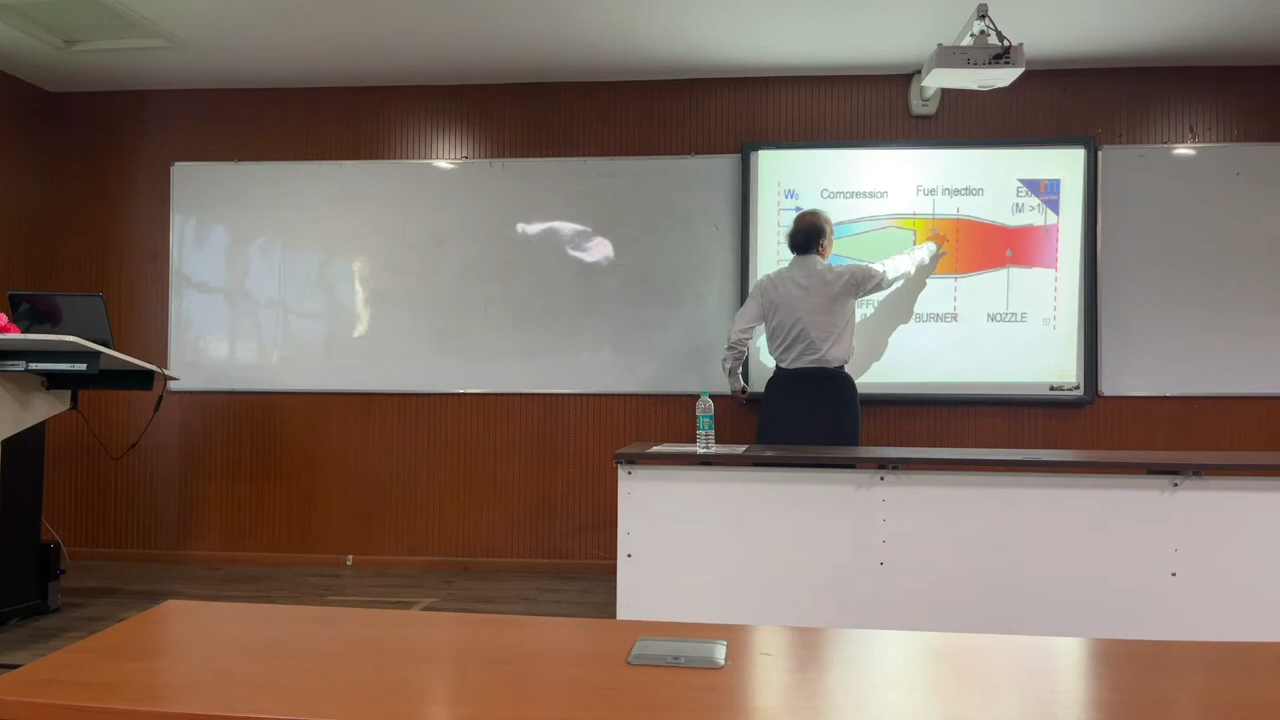 W₀
Compression
Fuel injection
(M >1)
BURNER
NOZZLE